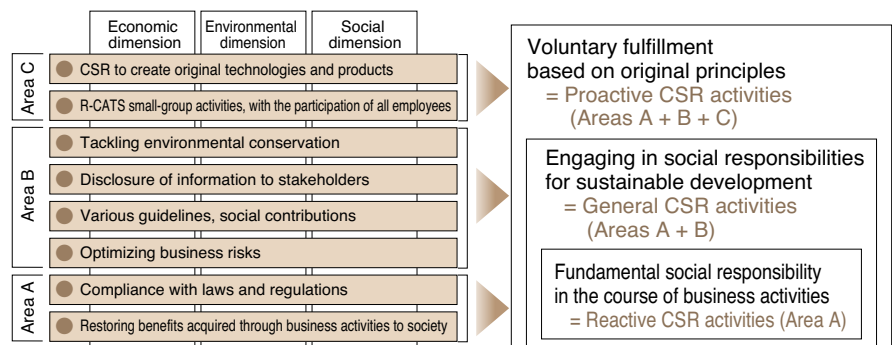 Economic
dimension
Environmental
dimension
Social
dimension
Area C
CSR to create original technologies and products
R-CATS small-group activities, with the participation of all employees
Area B
Tackling environmental conservation
Disclosure of information to stakeholders
Various guidelines, social contributions
Optimizing business risks
Area A
Compliance with laws and regulations
Restoring benefits acquired through business activities to society
Voluntary fulfillment
based on original principles
= Proactive CSR activities
(Areas A + B + C)
Engaging in social responsibilities
for sustainable development
= General CSR activities
(Areas A + B)
Fundamental social responsibility
in the course of business activities
= Reactive CSR activities (Area A)